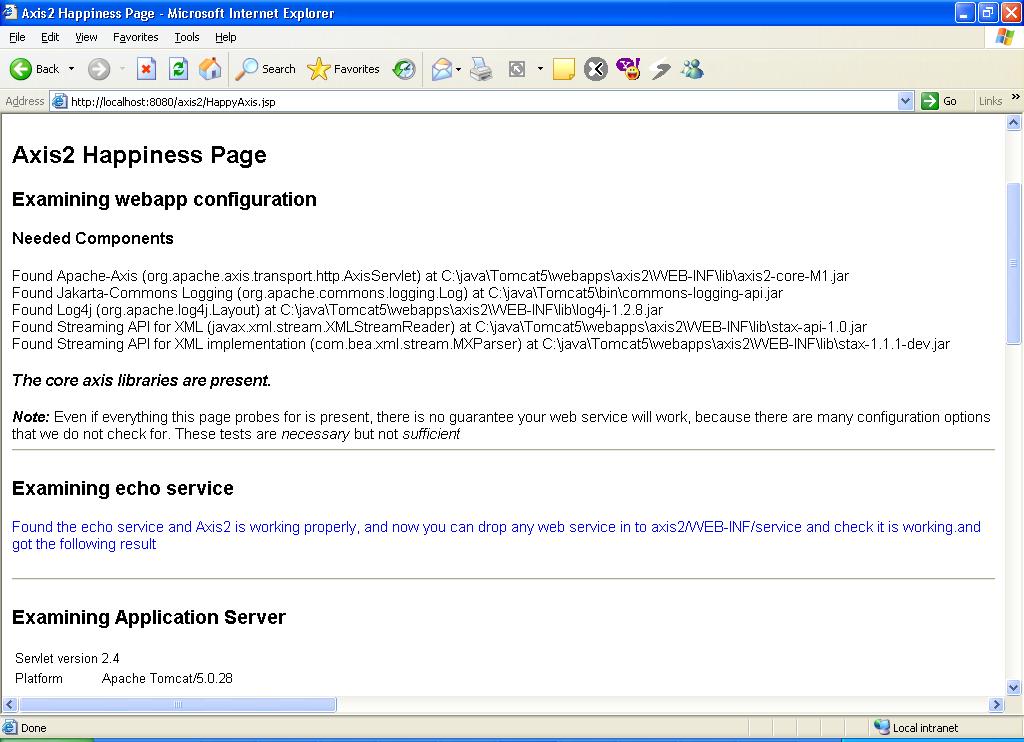 Axis2 Happiness Page - Microsoft Internet Explorer
File Edit View Favorites Tools Help
Back Search Favorites
Address http://localhost:8080/axis2/HappyAxis.jsp Go Links »
Axis2 Happiness Page
Examining webapp configuration
Needed Components
Found Apache-Axis (org.apache.axis.transport.http.AxisServlet) at C:\java\Tomcat5\webapps\axis2\WEB-INF\lib\axis2-core-M1.jar
Found Jakarta-Commons Logging (org.apache.commons.logging.Log) at C:\java\Tomcat5\bin\commons-logging-api.jar
Found Log4j (org.apache.log4j.Layout) at C:\java\Tomcat5\webapps\axis2\WEB-INF\lib\log4j-1.2.8.jar
Found Streaming API for XML (javax.xml.stream.XMLStreamReader) at C:\java\Tomcat5\webapps\axis2\WEB-INF\lib\stax-api-1.0.jar
Found Streaming API for XML implementation (com.bea.xml.stream.MXParser) at C:\java\Tomcat5\webapps\axis2\WEB-INF\lib\stax-1.1.1-dev.jar
The core axis libraries are present.
Note: Even if everything this page probes for is present, there is no guarantee your web service will work, because there are many configuration options
that we do not check for. These tests are necessary but not sufficient
Examining echo service
Found the echo service and Axis2 is working properly, and now you can drop any web service in to axis2/WEB-INF/service and check it is working.and
got the following result
Examining Application Server
Servlet version 2.4
Platform Apache Tomcat/5.0.28
Done Local intranet